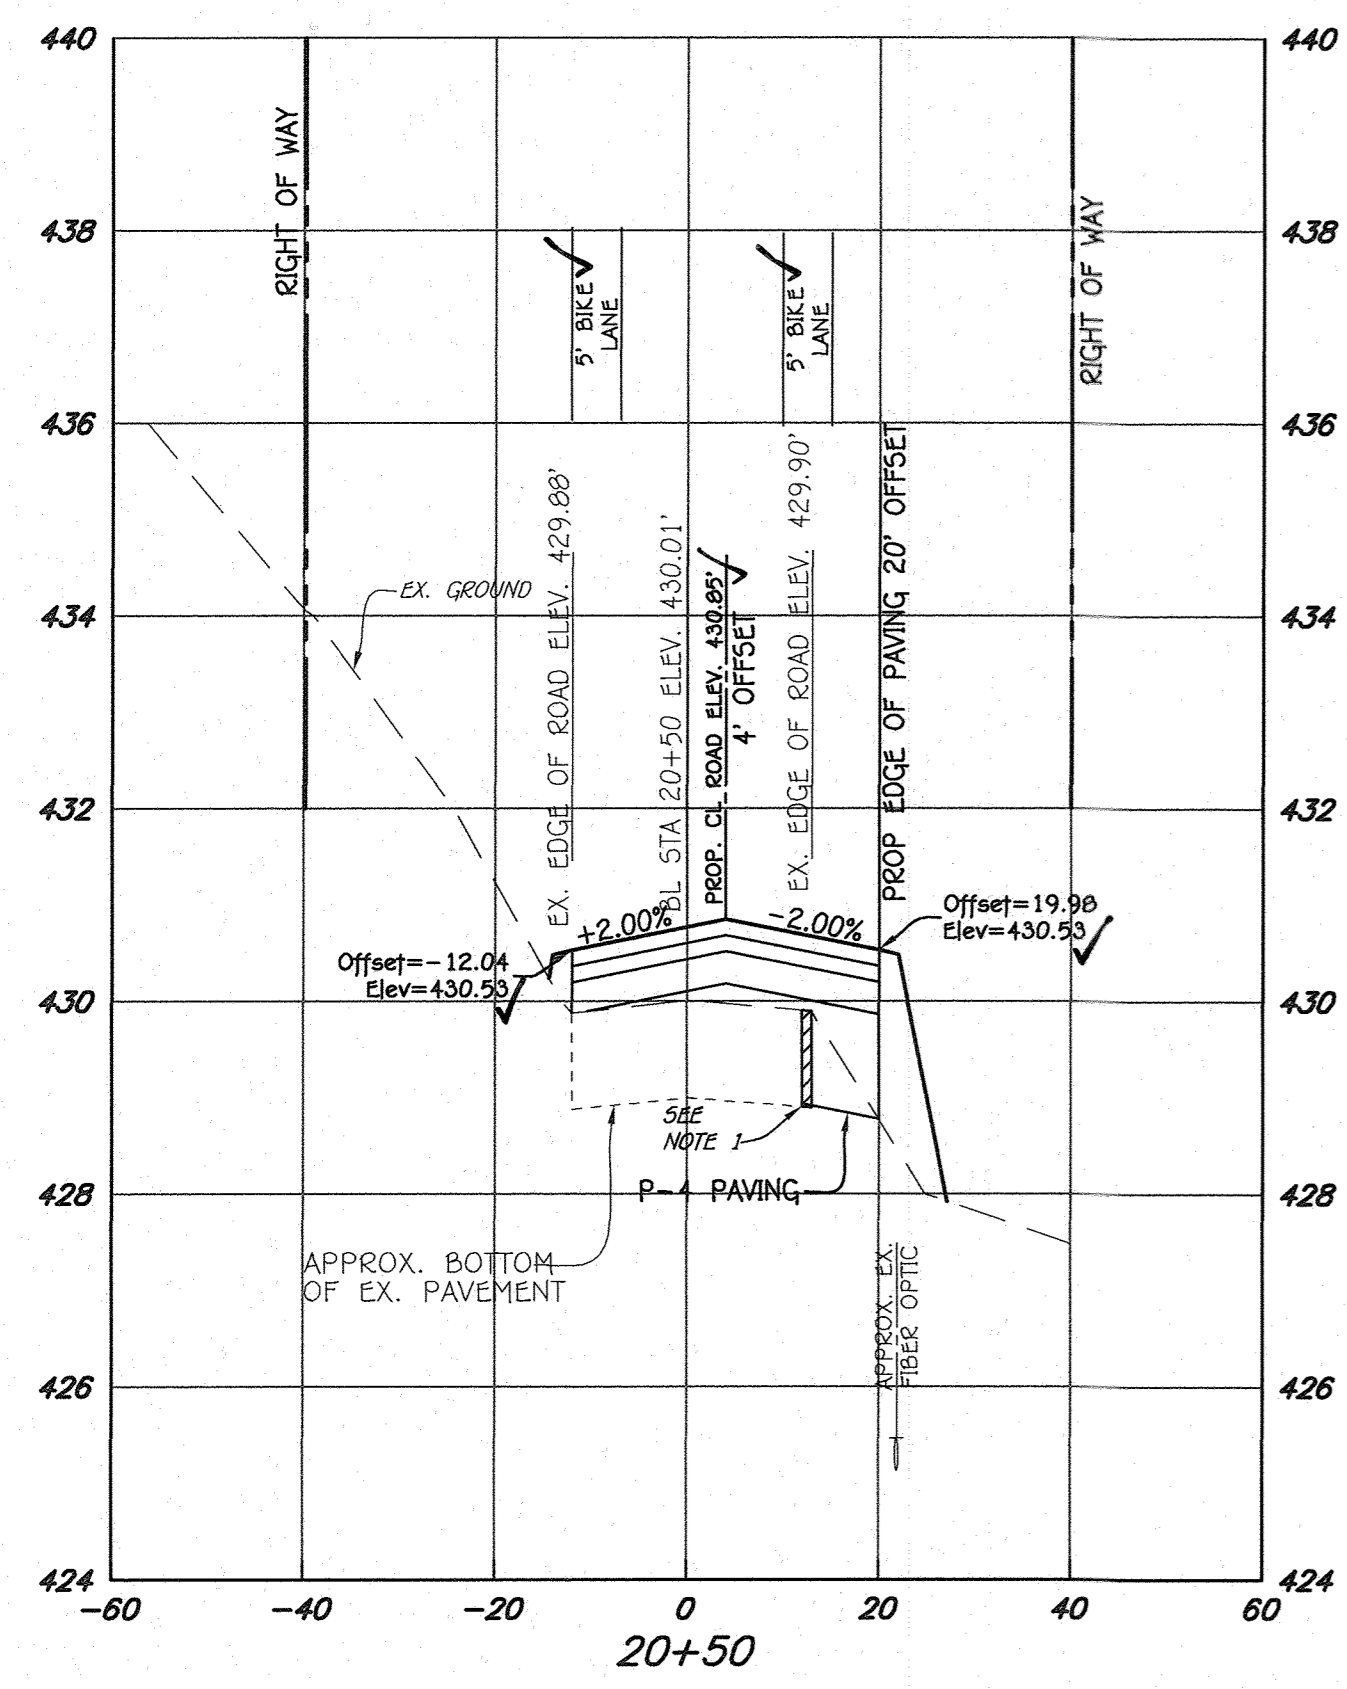 440
440
RIGHT OF WAY
RIGHT OF WAY
438
438
5' BIKE
LANE
5' BIKE
LANE
436
436
EX. GROUND
434
434
EX. EDGE OF ROAD ELEV. 429.88'
BL STA 20+50 ELEV. 430.01'
PROP. CL ROAD ELEV. 430.85'
4' OFFSET
EX. EDGE OF ROAD ELEV. 429.90'
PROP EDGE OF PAVING 20' OFFSET
432
432
+2.00%
-2.00%
Offset=19.98
Elev=430.53
Offset=-12.04
Elev=430.53
430
430
SEE
NOTE 1
P-4 PAVING
428
428
APPROX. BOTTOM
OF EX. PAVEMENT
APPROX. EX.
FIBER OPTIC
426
426
424
424
-60
-40
-20
0
20
40
60
20+50